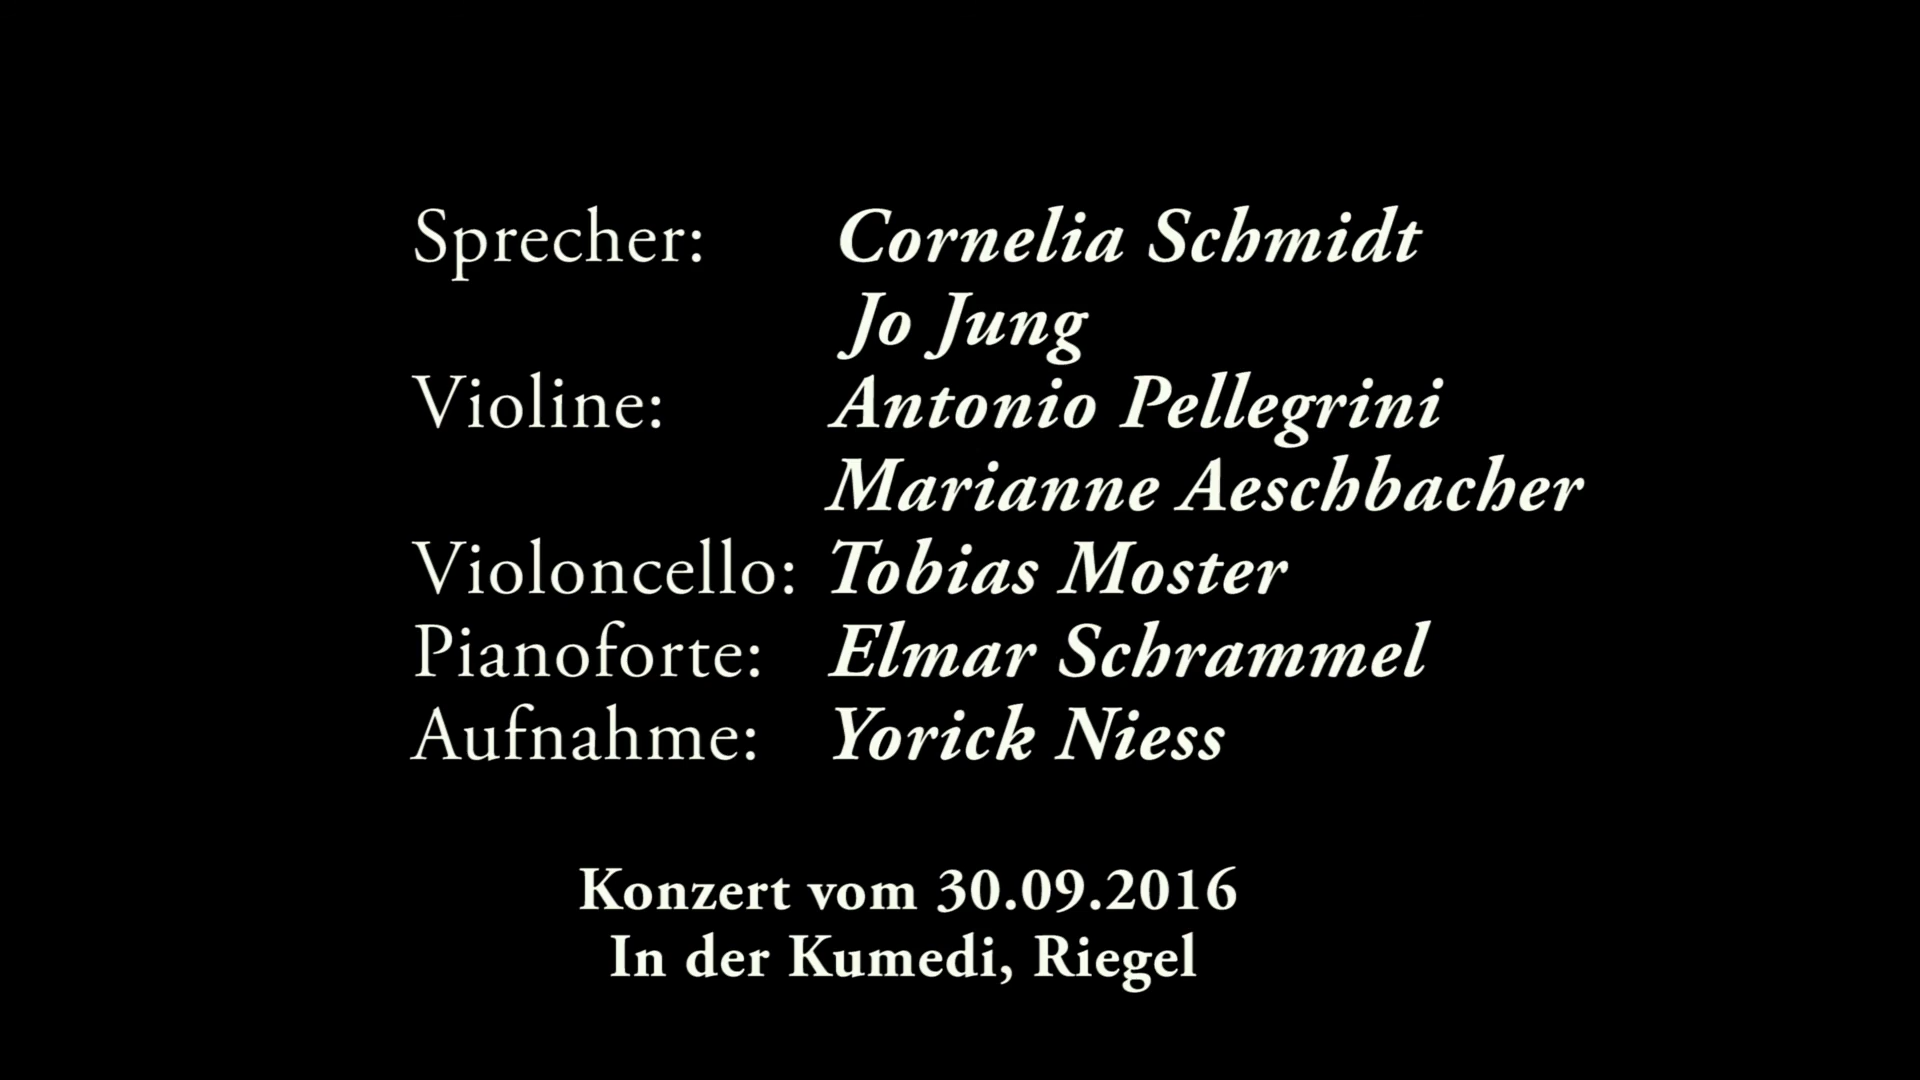 Sprecher: Cornelia Schmidt
Jo Jung
Violine: Antonio Pellegrini
Marianne Aeschbacher
Violoncello: Tobias Moster
Pianoforte: Elmar Schrammel
Aufnahme: Yorick Niess
Konzert vom 30.09.2016
In der Kumedi, Riegel